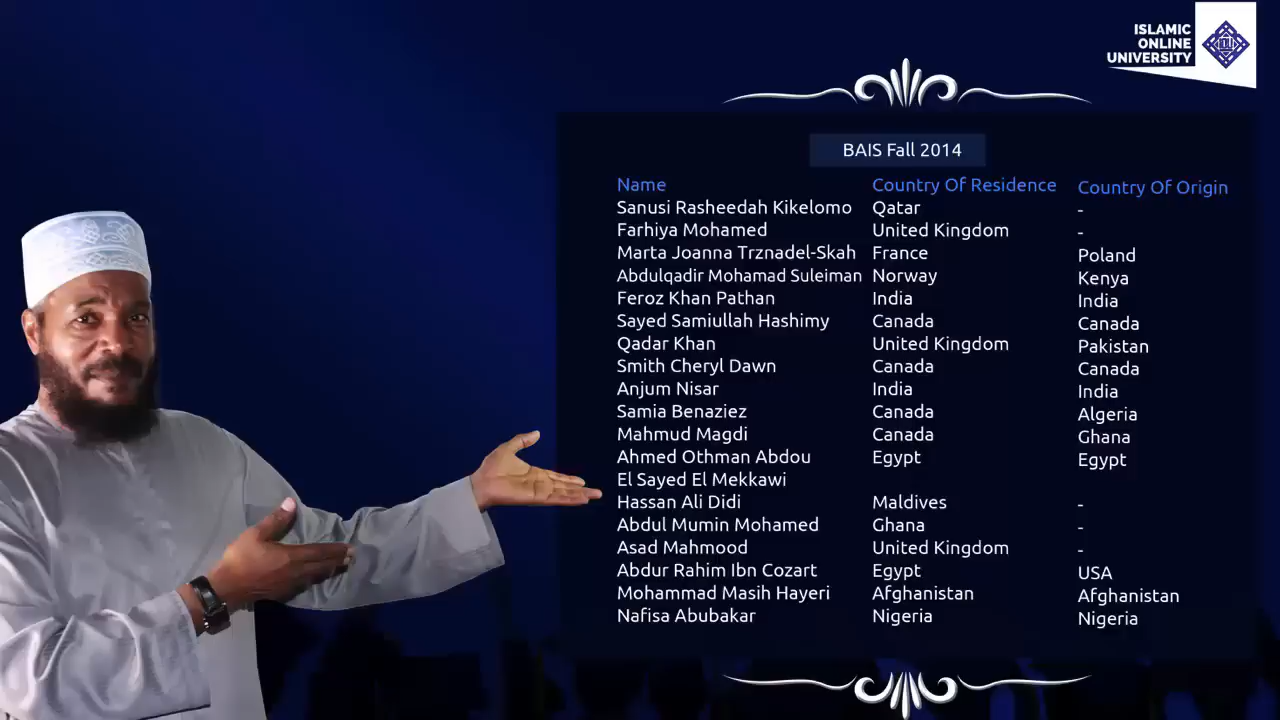 ISLAMIC
ONLINE
UNIVERSITY
BAIS Fall 2014
Name Country Of Residence Country Of Origin
Sanusi Rasheedah Kikelomo Qatar -
Farhiya Mohamed United Kingdom -
Marta Joanna Trznadel-Skah France Poland
Abdulqadir Mohamad Suleiman Norway Kenya
Feroz Khan Pathan India India
Sayed Samiullah Hashimy Canada Canada
Qadar Khan United Kingdom Pakistan
Smith Cheryl Dawn Canada Canada
Anjum Nisar India India
Samia Benaziez Canada Algeria
Mahmud Magdi Canada Ghana
Ahmed Othman Abdou Egypt Egypt
El Sayed El Mekkawi
Hassan Ali Didi Maldives -
Abdul Mumin Mohamed Ghana -
Asad Mahmood United Kingdom -
Abdur Rahim Ibn Cozart Egypt USA
Mohammad Masih Hayeri Afghanistan Afghanistan
Nafisa Abubakar Nigeria Nigeria